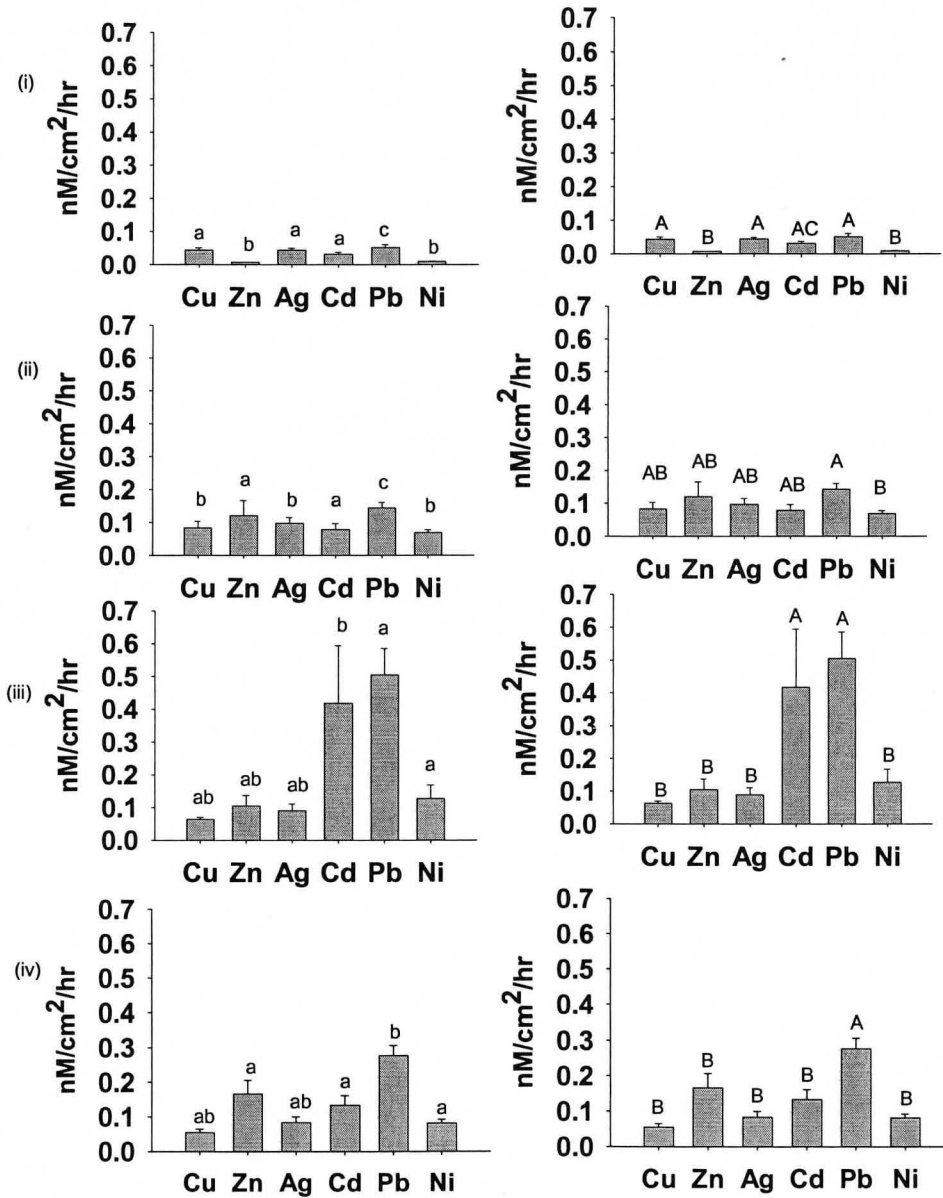 (i)
nM/cm²/hr
0.7
0.6
0.5
0.4
0.3
0.2
0.1
0.0
a b a a c b
Cu Zn Ag Cd Pb Ni
nM/cm²/hr
0.7
0.6
0.5
0.4
0.3
0.2
0.1
0.0
A B A AC A B
Cu Zn Ag Cd Pb Ni
(ii)
nM/cm²/hr
0.7
0.6
0.5
0.4
0.3
0.2
0.1
0.0
b a b a c b
Cu Zn Ag Cd Pb Ni
nM/cm²/hr
0.7
0.6
0.5
0.4
0.3
0.2
0.1
0.0
AB AB AB AB A B
Cu Zn Ag Cd Pb Ni
(iii)
nM/cm²/hr
0.7
0.6
0.5
0.4
0.3
0.2
0.1
0.0
ab ab ab b a a
Cu Zn Ag Cd Pb Ni
nM/cm²/hr
0.7
0.6
0.5
0.4
0.3
0.2
0.1
0.0
B B B A A B
Cu Zn Ag Cd Pb Ni
(iv)
nM/cm²/hr
0.7
0.6
0.5
0.4
0.3
0.2
0.1
0.0
ab a ab a b a
Cu Zn Ag Cd Pb Ni
nM/cm²/hr
0.7
0.6
0.5
0.4
0.3
0.2
0.1
0.0
B B B B A B
Cu Zn Ag Cd Pb Ni